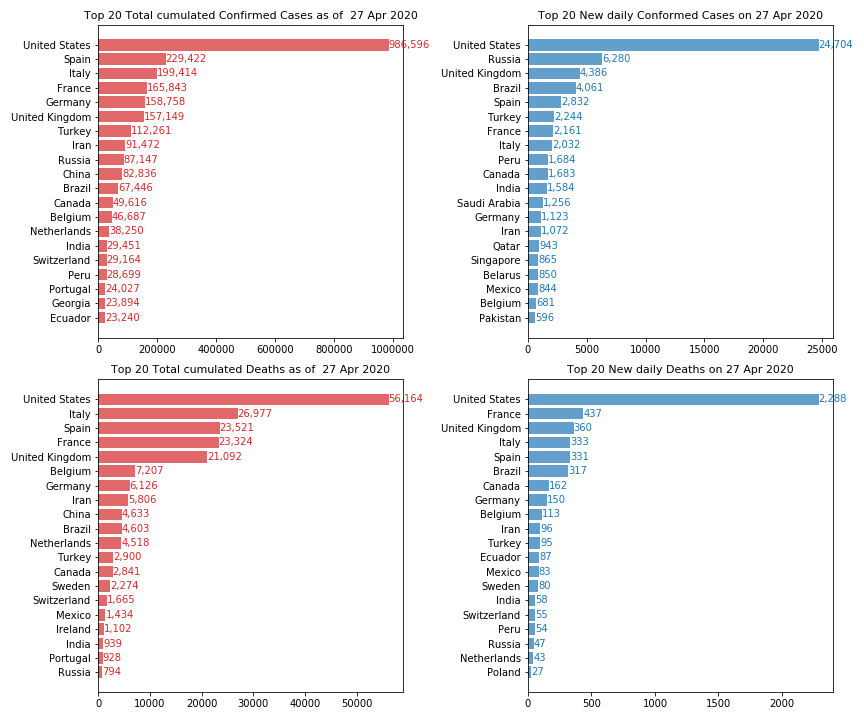 Top 20 Total cumulated Confirmed Cases as of  27 Apr 2020
United States 986,596
Spain 229,422
Italy 199,414
France 165,843
Germany 158,758
United Kingdom 157,149
Turkey 112,261
Iran 91,472
Russia 87,147
China 82,836
Brazil 67,446
Canada 49,616
Belgium 46,687
Netherlands 38,250
India 29,451
Switzerland 29,164
Peru 28,699
Portugal 24,027
Georgia 23,894
Ecuador 23,240
0 200000 400000 600000 800000 1000000
Top 20 New daily Conformed Cases on 27 Apr 2020
United States 24,704
Russia 6,280
United Kingdom 4,386
Brazil 4,061
Spain 2,832
Turkey 2,244
France 2,161
Italy 2,032
Peru 1,684
Canada 1,683
India 1,584
Saudi Arabia 1,256
Germany 1,123
Iran 1,072
Qatar 943
Singapore 865
Belarus 850
Mexico 844
Belgium 681
Pakistan 596
0 5000 10000 15000 20000 25000
Top 20 Total cumulated Deaths as of  27 Apr 2020
United States 56,164
Italy 26,977
Spain 23,521
France 23,324
United Kingdom 21,092
Belgium 7,207
Germany 6,126
Iran 5,806
China 4,633
Brazil 4,603
Netherlands 4,518
Turkey 2,900
Canada 2,841
Sweden 2,274
Switzerland 1,665
Mexico 1,434
Ireland 1,102
India 939
Portugal 928
Russia 794
0 10000 20000 30000 40000 50000
Top 20 New daily Deaths on 27 Apr 2020
United States 2,288
France 437
United Kingdom 360
Italy 333
Spain 331
Brazil 317
Canada 162
Germany 150
Belgium 113
Iran 96
Turkey 95
Ecuador 87
Mexico 83
Sweden 80
India 58
Switzerland 55
Peru 54
Russia 47
Netherlands 43
Poland 27
0 500 1000 1500 2000